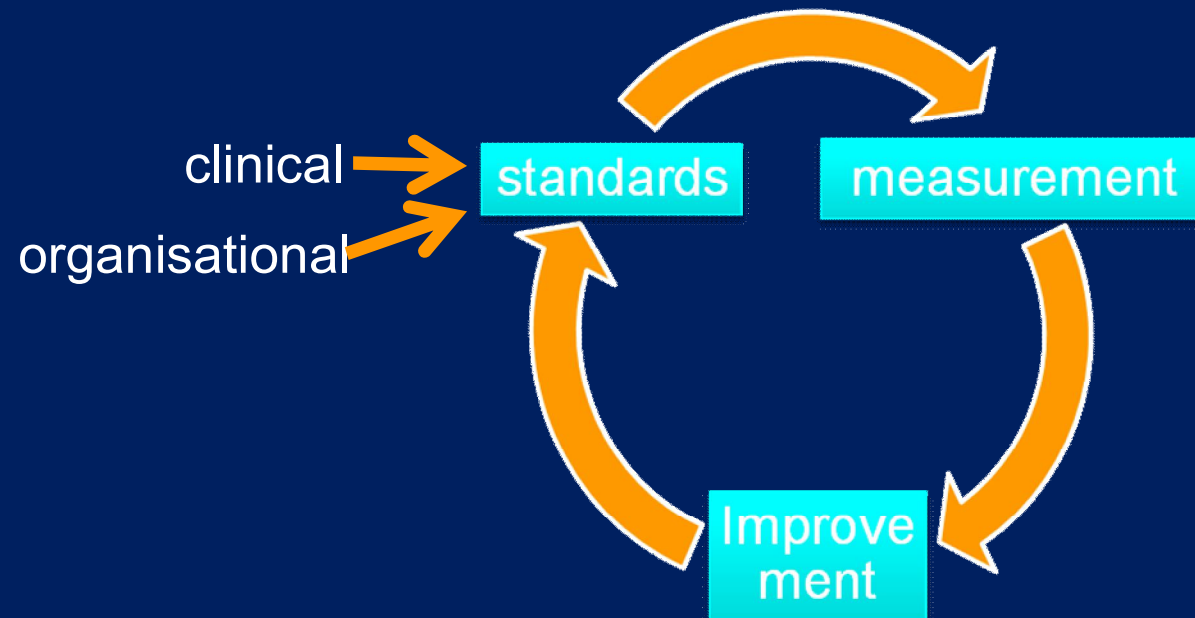 clinical
standards
measurement
organisational
Improve
ment